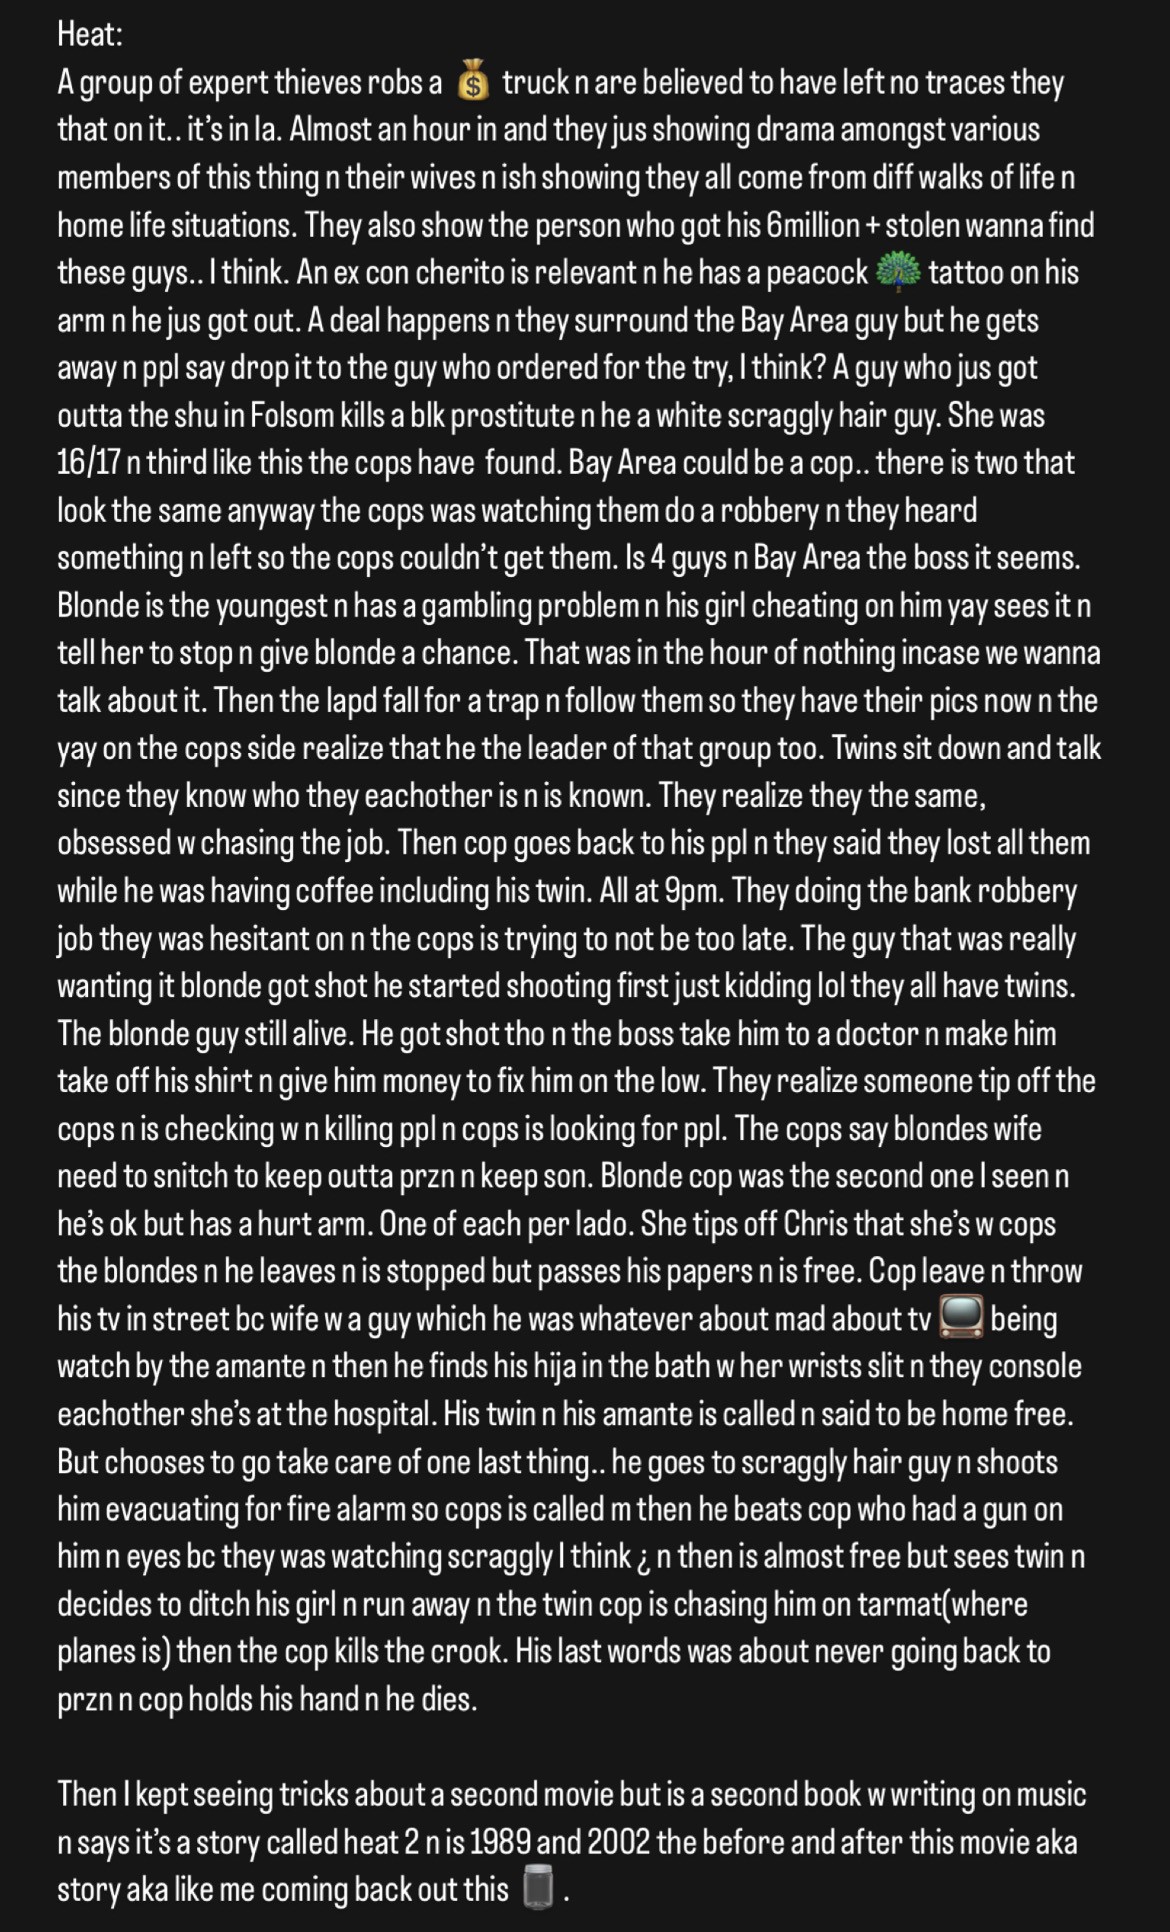 Heat:
A group of expert thieves robs a 💰 truck n are believed to have left no traces they
that on it.. it's in la. Almost an hour in and they jus showing drama amongst various
members of this thing n their wives n ish showing they all come from diff walks of life n
home life situations. They also show the person who got his 6million + stolen wanna find
these guys.. I think. An ex con cherito is relevant n he has a peacock 🦚 tattoo on his
arm n he jus got out. A deal happens n they surround the Bay Area guy but he gets
away n ppl say drop it to the guy who ordered for the try, I think? A guy who jus got
outta the shu in Folsom kills a blk prostitute n he a white scraggly hair guy. She was
16/17 n third like this the cops have  found. Bay Area could be a cop.. there is two that
look the same anyway the cops was watching them do a robbery n they heard
something n left so the cops couldn't get them. Is 4 guys n Bay Area the boss it seems.
Blonde is the youngest n has a gambling problem n his girl cheating on him yay sees it n
tell her to stop n give blonde a chance. That was in the hour of nothing incase we wanna
talk about it. Then the lapd fall for a trap n follow them so they have their pics now n the
yay on the cops side realize that he the leader of that group too. Twins sit down and talk
since they know who they eachother is n is known. They realize they the same,
obsessed w chasing the job. Then cop goes back to his ppl n they said they lost all them
while he was having coffee including his twin. All at 9pm. They doing the bank robbery
job they was hesitant on n the cops is trying to not be too late. The guy that was really
wanting it blonde got shot he started shooting first just kidding lol they all have twins.
The blonde guy still alive. He got shot tho n the boss take him to a doctor n make him
take off his shirt n give him money to fix him on the low. They realize someone tip off the
cops n is checking w n killing ppl n cops is looking for ppl. The cops say blondes wife
need to snitch to keep outta przn n keep son. Blonde cop was the second one I seen n
he's ok but has a hurt arm. One of each per lado. She tips off Chris that she's w cops
the blondes n he leaves n is stopped but passes his papers n is free. Cop leave n throw
his tv in street bc wife w a guy which he was whatever about mad about tv 📺 being
watch by the amante n then he finds his hija in the bath w her wrists slit n they console
eachother she's at the hospital. His twin n his amante is called n said to be home free.
But chooses to go take care of one last thing.. he goes to scraggly hair guy n shoots
him evacuating for fire alarm so cops is called m then he beats cop who had a gun on
him n eyes bc they was watching scraggly I think ¿ n then is almost free but sees twin n
decides to ditch his girl n run away n the twin cop is chasing him on tarmat(where
planes is) then the cop kills the crook. His last words was about never going back to
przn n cop holds his hand n he dies.
Then I kept seeing tricks about a second movie but is a second book w writing on music
n says it's a story called heat 2 n is 1989 and 2002 the before and after this movie aka
story aka like me coming back out this 🫙 .